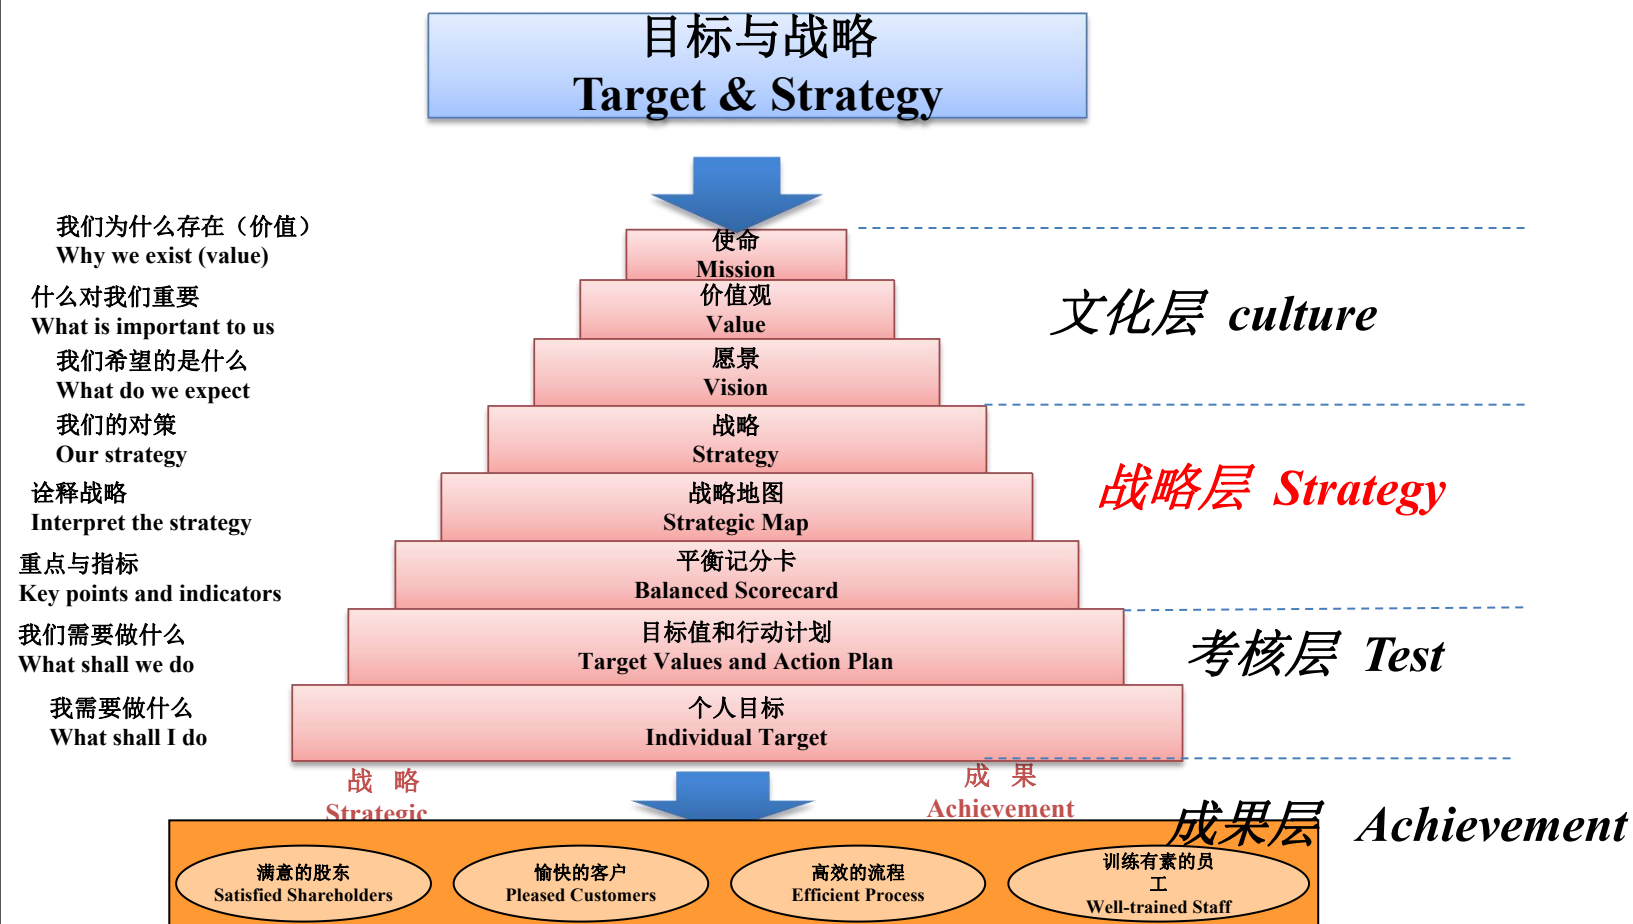 目标与战略
Target & Strategy
我们为什么存在（价值）
Why we exist (value)
使命
Mission
什么对我们重要
What is important to us
价值观
Value
文化层 culture
我们希望的是什么
What do we expect
愿景
Vision
我们的对策
Our strategy
战略
Strategy
诠释战略
Interpret the strategy
战略地图
Strategic Map
战略层 Strategy
重点与指标
Key points and indicators
平衡记分卡
Balanced Scorecard
我们需要做什么
What shall we do
目标值和行动计划
Target Values and Action Plan
考核层 Test
我需要做什么
What shall I do
个人目标
Individual Target
战 略
Strategic
成 果
Achievement
成果层 Achievement
满意的股东
Satisfied Shareholders
愉快的客户
Pleased Customers
高效的流程
Efficient Process
训练有素的员
工
Well-trained Staff